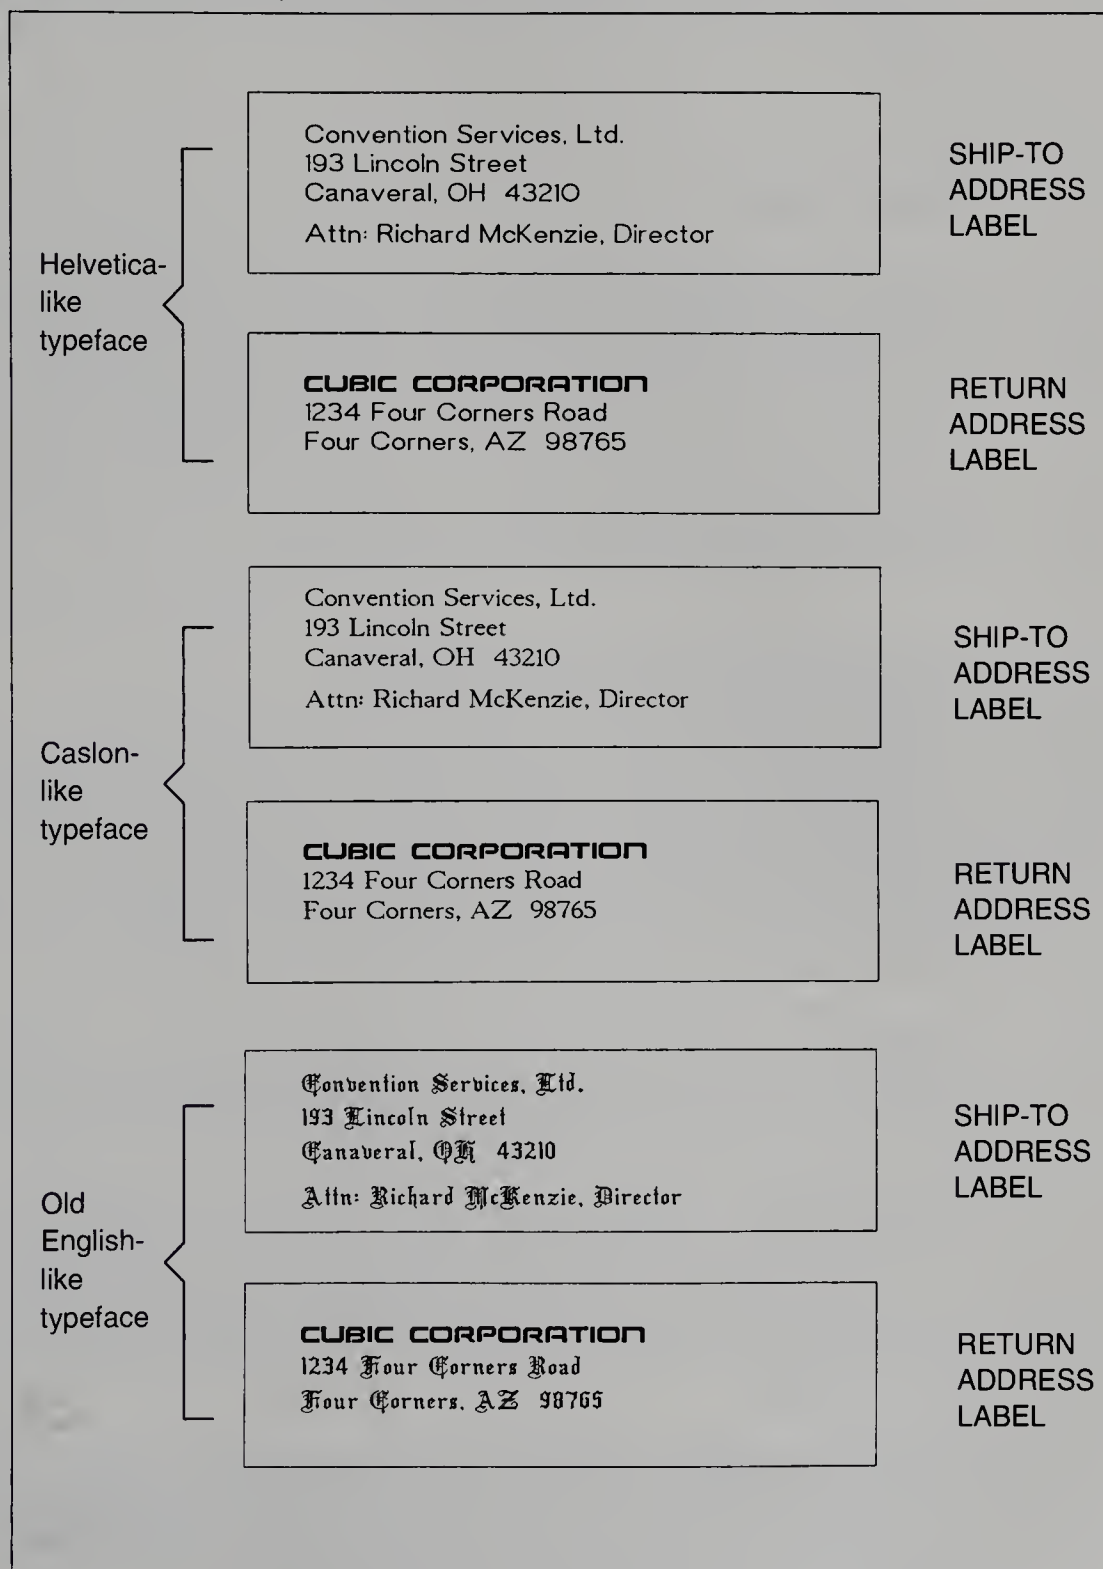 Helvetica-
like
typeface
Convention Services, Ltd.
193 Lincoln Street
Canaveral, OH 43210
Attn: Richard McKenzie, Director
SHIP-TO
ADDRESS
LABEL
CUBIC CORPORATION
1234 Four Corners Road
Four Corners, AZ 98765
RETURN
ADDRESS
LABEL
Caslon-
like
typeface
Convention Services, Ltd.
193 Lincoln Street
Canaveral, OH 43210
Attn: Richard McKenzie, Director
SHIP-TO
ADDRESS
LABEL
CUBIC CORPORATION
1234 Four Corners Road
Four Corners, AZ 98765
RETURN
ADDRESS
LABEL
Old
English-
like
typeface
Convention Services, Ltd.
193 Lincoln Street
Canaveral, OH 43210
Attn: Richard McKenzie, Director
SHIP-TO
ADDRESS
LABEL
CUBIC CORPORATION
1234 Four Corners Road
Four Corners, AZ 98765
RETURN
ADDRESS
LABEL